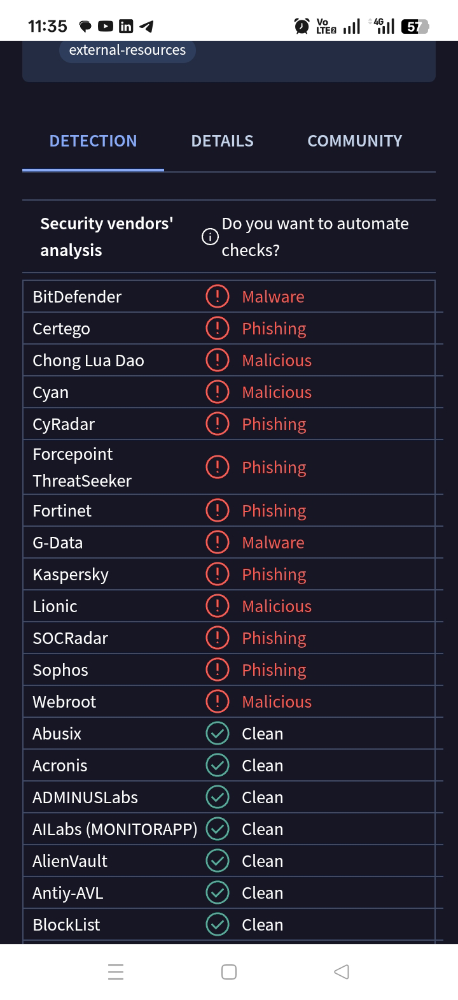 11:35
Vo LTE2 4G 57
external-resources
DETECTION DETAILS COMMUNITY
Security vendors' analysis
Do you want to automate checks?
BitDefender Malware
Certego Phishing
Chong Lua Dao Malicious
Cyan Malicious
CyRadar Phishing
Forcepoint ThreatSeeker Phishing
Fortinet Phishing
G-Data Malware
Kaspersky Phishing
Lionic Malicious
SOCRadar Phishing
Sophos Phishing
Webroot Malicious
Abusix Clean
Acronis Clean
ADMINUSLabs Clean
AILabs (MONITORAPP) Clean
AlienVault Clean
Antiy-AVL Clean
BlockList Clean